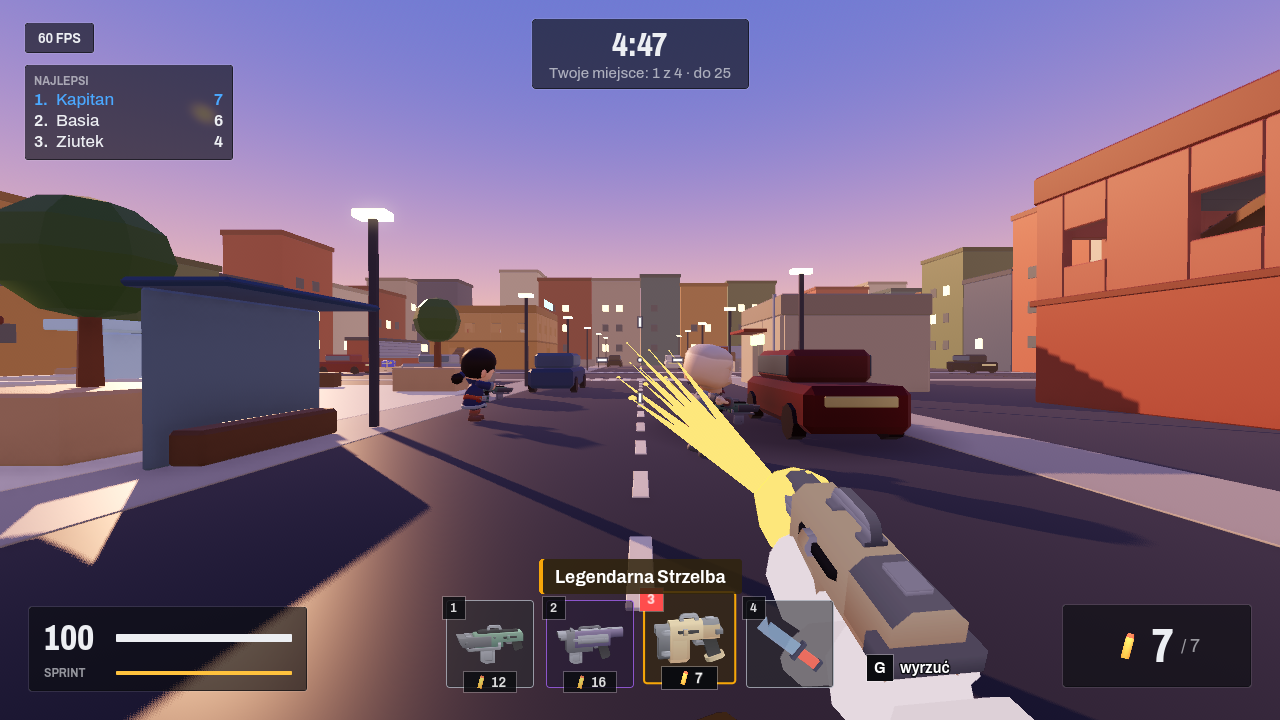 60 FPS
4:47
Twoje miejsce: 1 z 4 · do 25
NAJLEPSI
1. Kapitan 7
2. Basia 6
3. Ziutek 4
Legendarna Strzelba
1
2
3
4
12
16
7
100
SPRINT
G wyrzuć
7 / 7